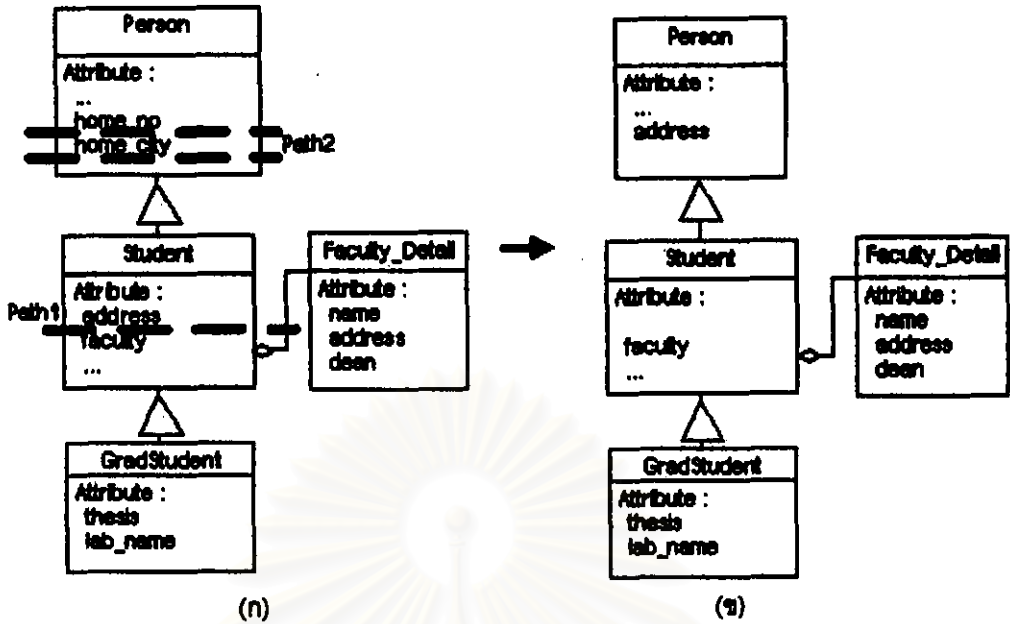 Person
Attribute :
...
home_no
home_city
Path2
Student
Attribute :
address
Path1
faculty
...
Faculty_Detail
Attribute :
name
address
dean
GradStudent
Attribute :
thesis
lab_name
(ก)
Person
Attribute :
...
address
Student
Attribute :
faculty
...
Faculty_Detail
Attribute :
name
address
dean
GradStudent
Attribute :
thesis
lab_name
(ข)